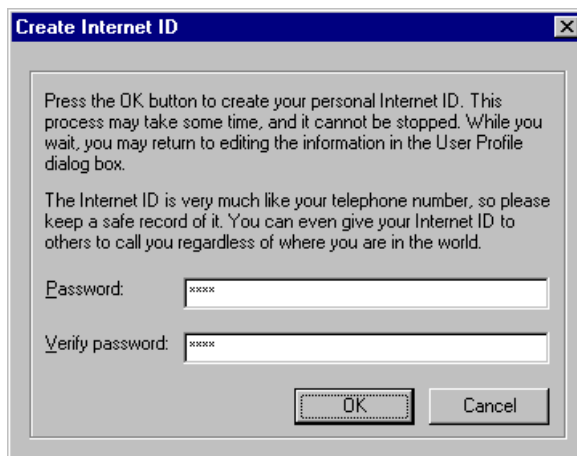 Create Internet ID
Press the OK button to create your personal Internet ID. This
process may take some time, and it cannot be stopped. While you
wait, you may return to editing the information in the User Profile
dialog box.
The Internet ID is very much like your telephone number, so please
keep a safe record of it. You can even give your Internet ID to
others to call you regardless of where you are in the world.
Password: ****
Verify password: ****
OK Cancel